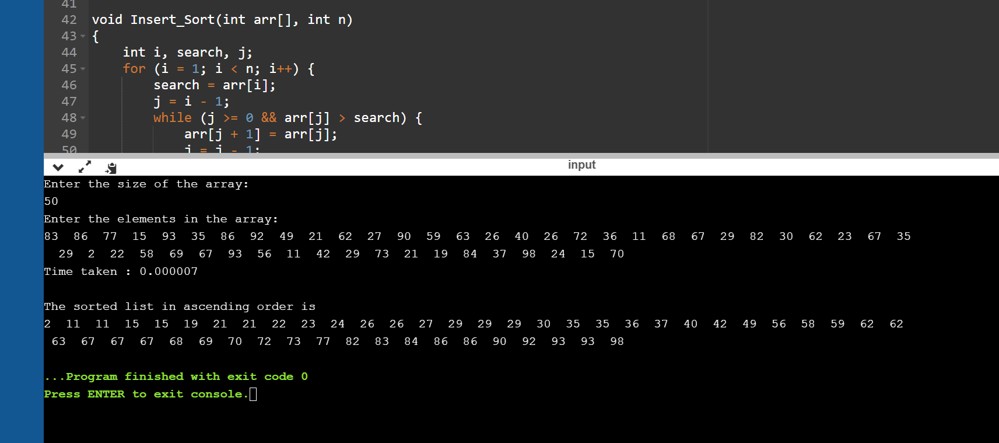 41
42 void Insert_Sort(int arr[], int n)
43 {
44 int i, search, j;
45 for (i = 1; i < n; i++) {
46 search = arr[i];
47 j = i - 1;
48 while (j >= 0 && arr[j] > search) {
49 arr[j + 1] = arr[j];
50 j = j - 1;
input
Enter the size of the array:
50
Enter the elements in the array:
83 86 77 15 93 35 86 92 49 21 62 27 90 59 63 26 40 26 72 36 11 68 67 29 82 30 62 23 67 35
29 2 22 58 69 67 93 56 11 42 29 73 21 19 84 37 98 24 15 70
Time taken : 0.000007
The sorted list in ascending order is
2 11 11 15 15 19 21 21 22 23 24 26 26 27 29 29 29 30 35 35 36 37 40 42 49 56 58 59 62 62
63 67 67 67 68 69 70 72 73 77 82 83 84 86 86 90 92 93 93 98
...Program finished with exit code 0
Press ENTER to exit console.